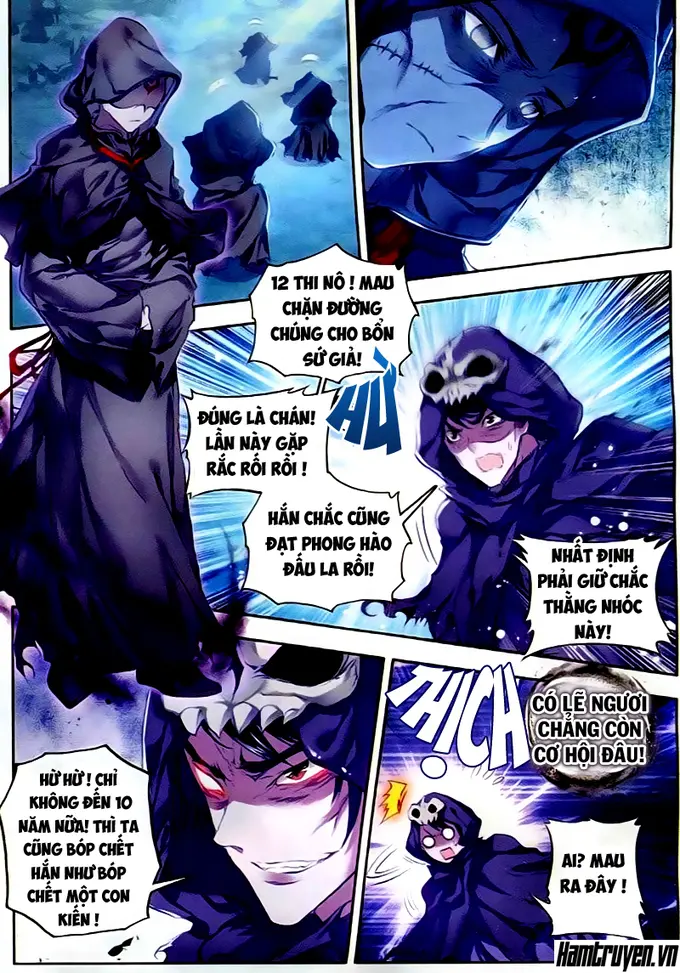 12 THI NÔ ! MAU
CHẶN ĐƯỜNG
CHÚNG CHO BỔN
SỨ GIẢ!
HỪ
ĐÚNG LÀ CHÁN!
LẦN NÀY GẶP
RẮC RỐI RỒI !
HẮN CHẮC CŨNG
ĐẠT PHONG HÀO
ĐẤU LA RỒI!
NHẤT ĐỊNH
PHẢI GIỮ CHẮC
THẰNG NHÓC
NÀY!
HỪ HỪ ! CHỈ
KHÔNG ĐẾN 10
NĂM NỮA! THÌ TA
CŨNG BÓP CHẾT
HẮN NHƯ BÓP
CHẾT MỘT CON
KIẾN !
THỊCH
CÓ LẼ NGƯƠI
CHẲNG CÒN
CƠ HỘI ĐÂU!
AI? MAU
RA ĐÂY !
Hamtruyen.vn